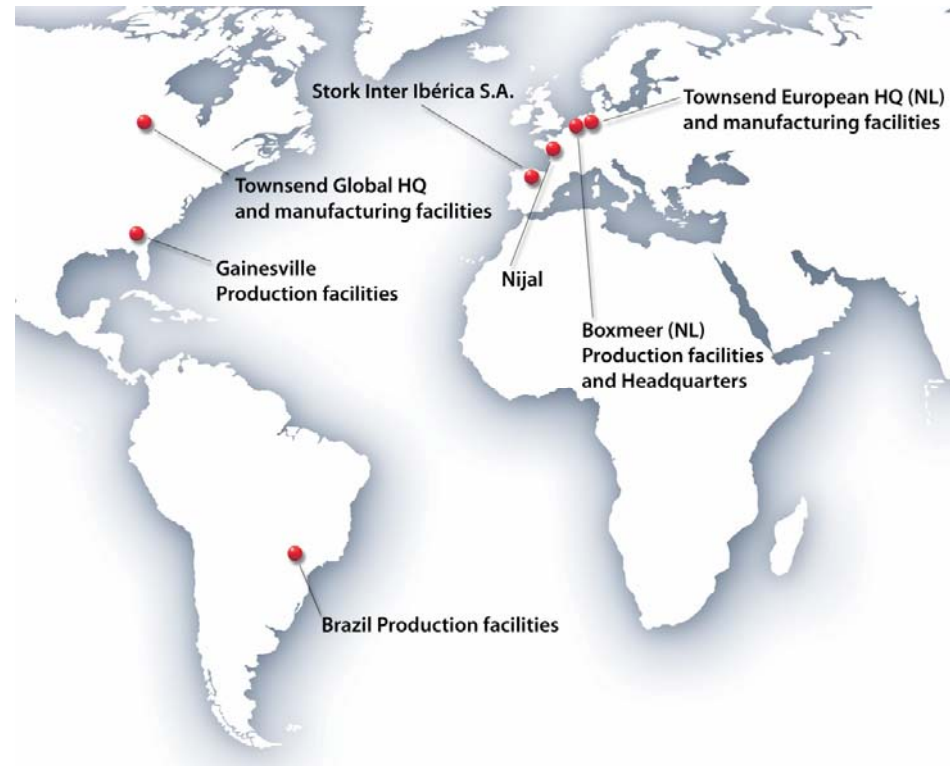 Stork Inter Ibérica S.A.
Townsend European HQ (NL)
and manufacturing facilities
Townsend Global HQ
and manufacturing facilities
Gainesville
Production facilities
Nijal
Boxmeer (NL)
Production facilities
and Headquarters
Brazil Production facilities